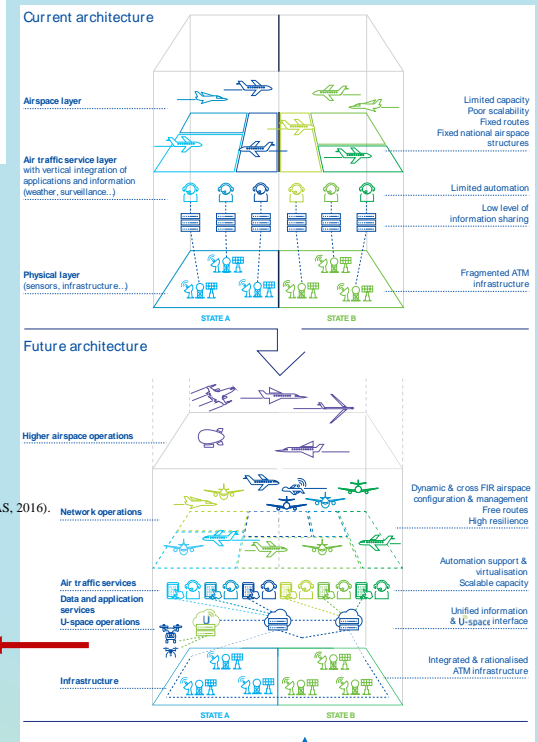 Current architecture
Airspace layer
Limited capacity
Poor scalability
Fixed routes
Fixed national airspace
structures
Air traffic service layer
with vertical integration of
applications and information
(weather, surveillance...)
Limited automation
Low level of
information sharing
Physical layer
(sensors, infrastructure...)
Fragmented ATM
infrastructure
STATE A
STATE B
Future architecture
Higher airspace operations
, 2016).
Network operations
Dynamic & cross FIR airspace
configuration & management
Free routes
High resilience
Automation support &
virtualisation
Scalable capacity
Air traffic services
Data and application
services
U-space operations
U
Unified information
& U-space interface
Infrastructure
Integrated & rationalised
ATM infrastructure
STATE A
STATE B